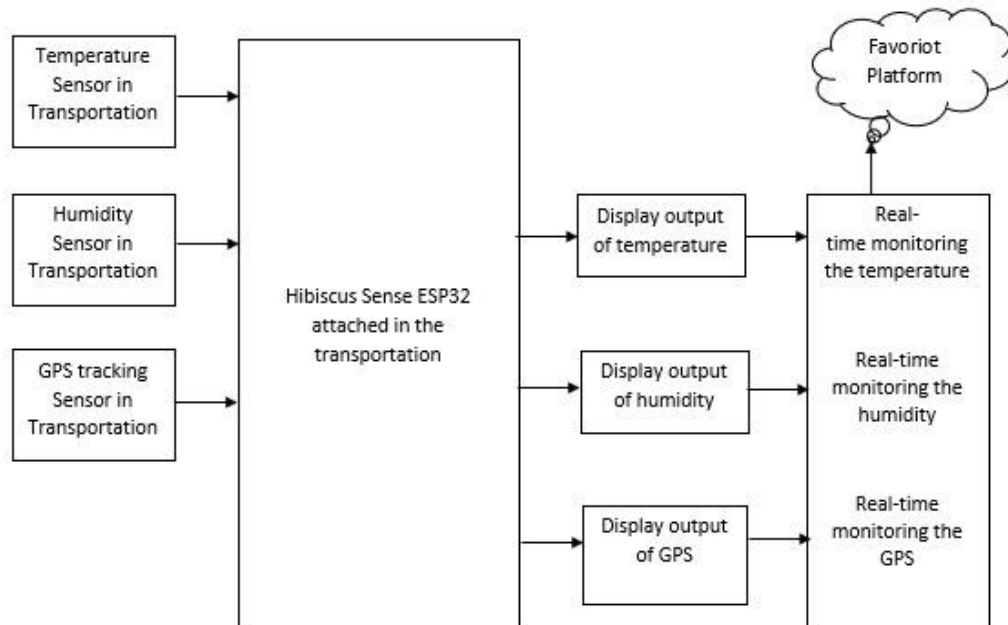 Temperature
Sensor in
Transportation
Humidity
Sensor in
Transportation
GPS tracking
Sensor in
Transportation
Hibiscus Sense ESP32
attached in the
transportation
Display output
of temperature
Display output
of humidity
Display output
of GPS
Favoriot
Platform
Real-
time monitoring
the temperature
Real-time
monitoring the
humidity
Real-time
monitoring the
GPS